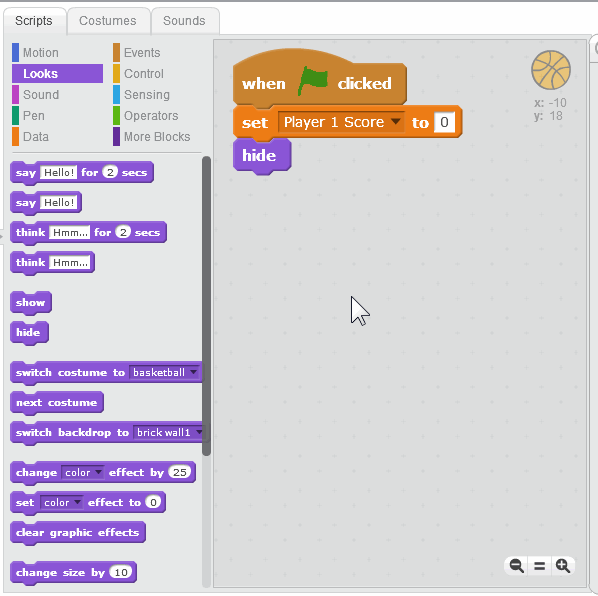 Scripts Costumes Sounds
Motion Events
Looks Control
Sound Sensing
Pen Operators
Data More Blocks
say Hello! for 2 secs
say Hello!
think Hmm... for 2 secs
think Hmm...
show
hide
switch costume to basketball
next costume
switch backdrop to brick wall1
change color effect by 25
set color effect to 0
clear graphic effects
change size by 10
when clicked
set Player 1 Score to 0
hide
x: -10
y: 18